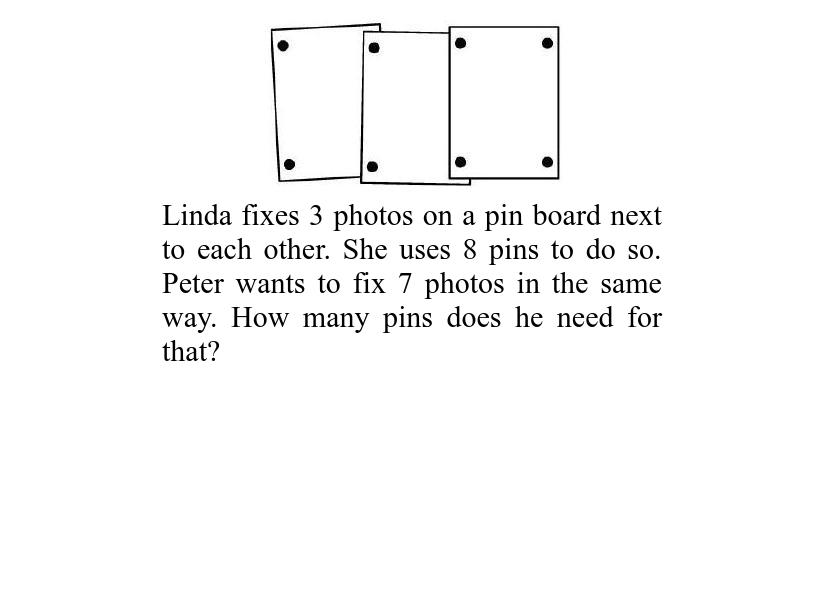 Linda fixes 3 photos on a pin board next
to each other. She uses 8 pins to do so.
Peter wants to fix 7 photos in the same
way. How many pins does he need for
that?